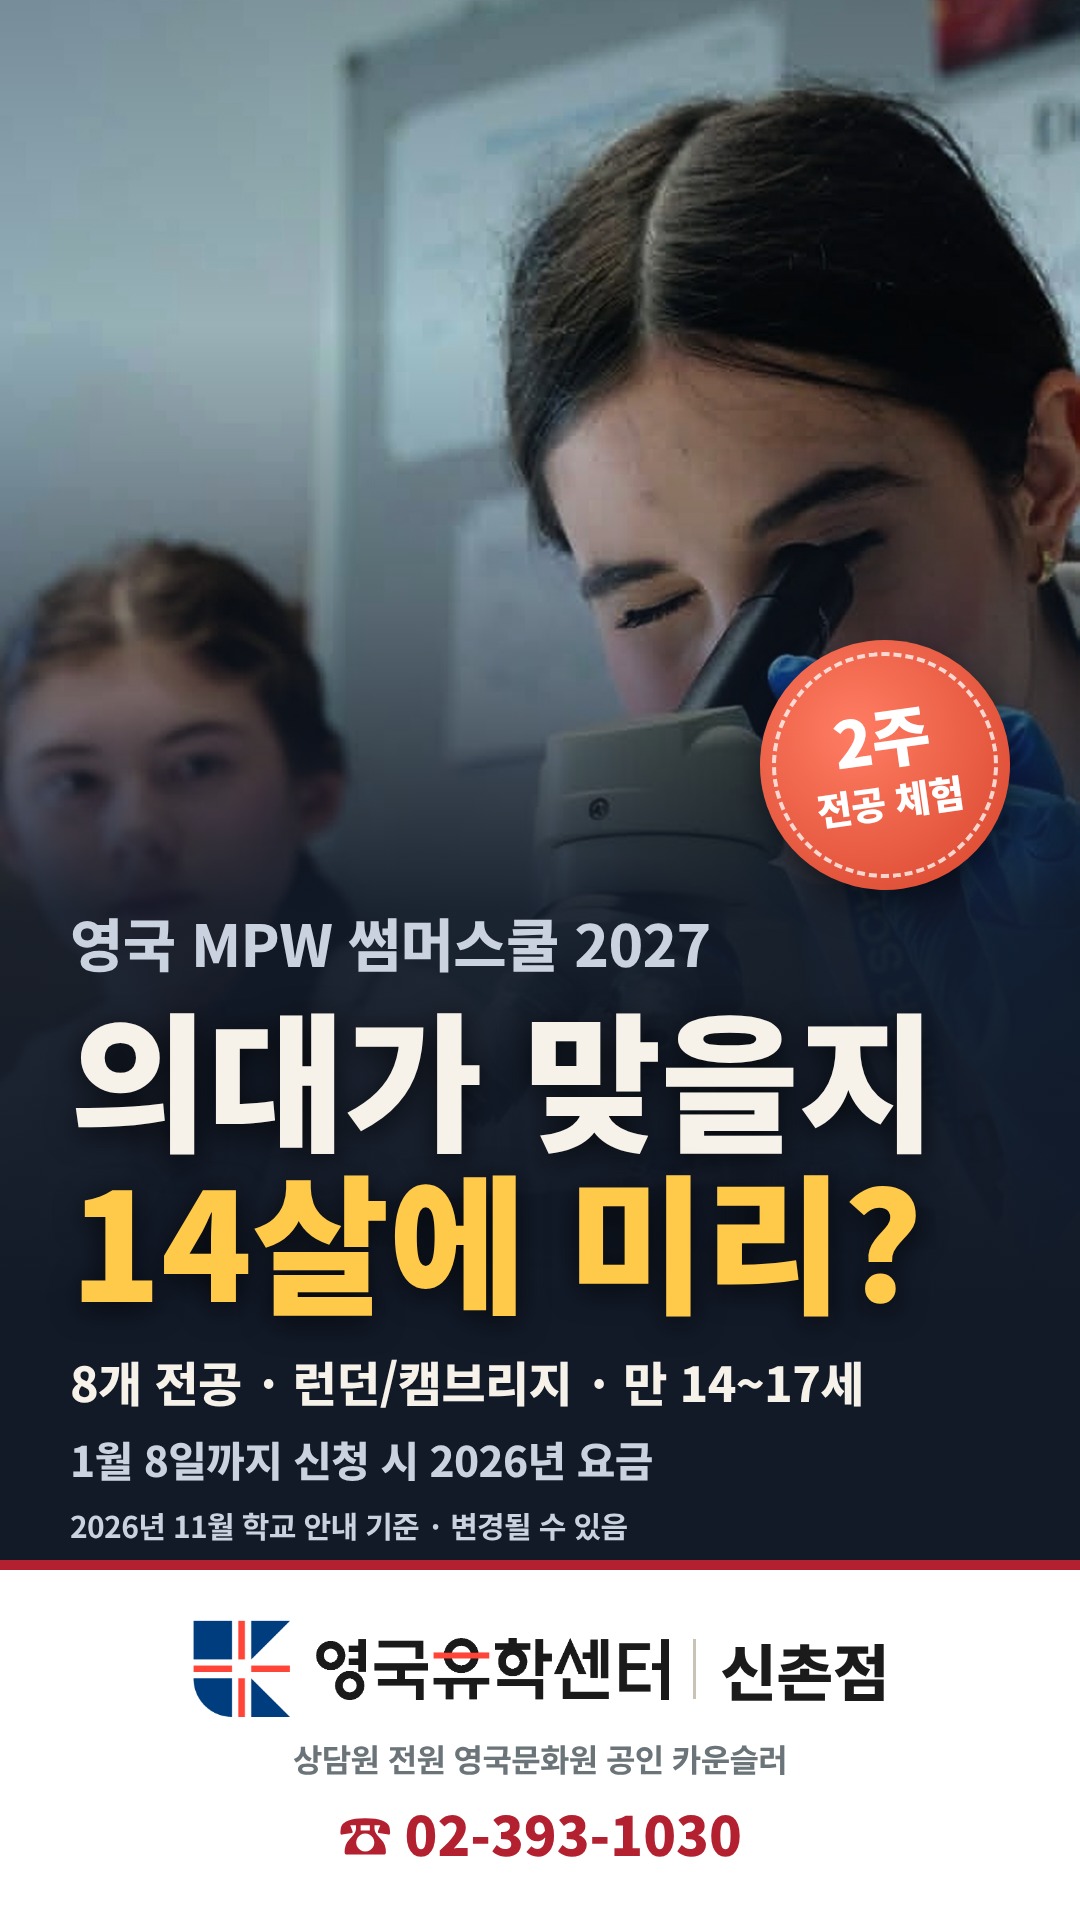 2주
전공 체험
영국 MPW 썸머스쿨 2027
의대가 맞을지
14살에 미리?
8개 전공 · 런던/캠브리지 · 만 14~17세
1월 8일까지 신청 시 2026년 요금
2026년 11월 학교 안내 기준 · 변경될 수 있음
영국유학센터 | 신촌점
상담원 전원 영국문화원 공인 카운슬러
☎ 02-393-1030